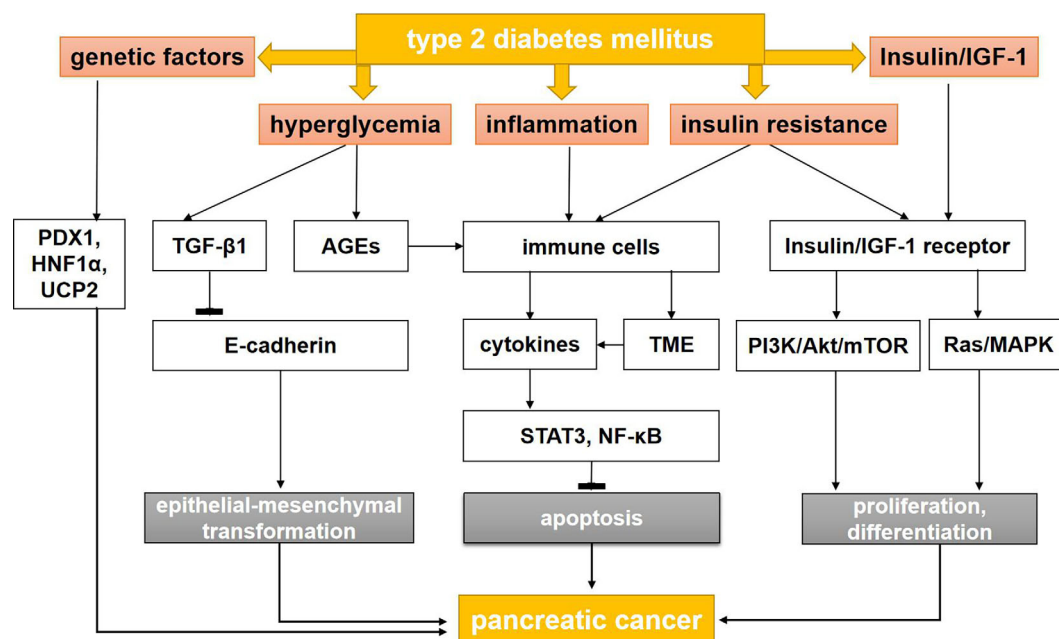 type 2 diabetes mellitus
genetic factors
Insulin/IGF-1
hyperglycemia
inflammation
insulin resistance
PDX1,
HNF1α,
UCP2
TGF-β1
AGEs
immune cells
Insulin/IGF-1 receptor
E-cadherin
cytokines
TME
PI3K/Akt/mTOR
Ras/MAPK
STAT3, NF-κB
epithelial-mesenchymal
transformation
apoptosis
proliferation,
differentiation
pancreatic cancer